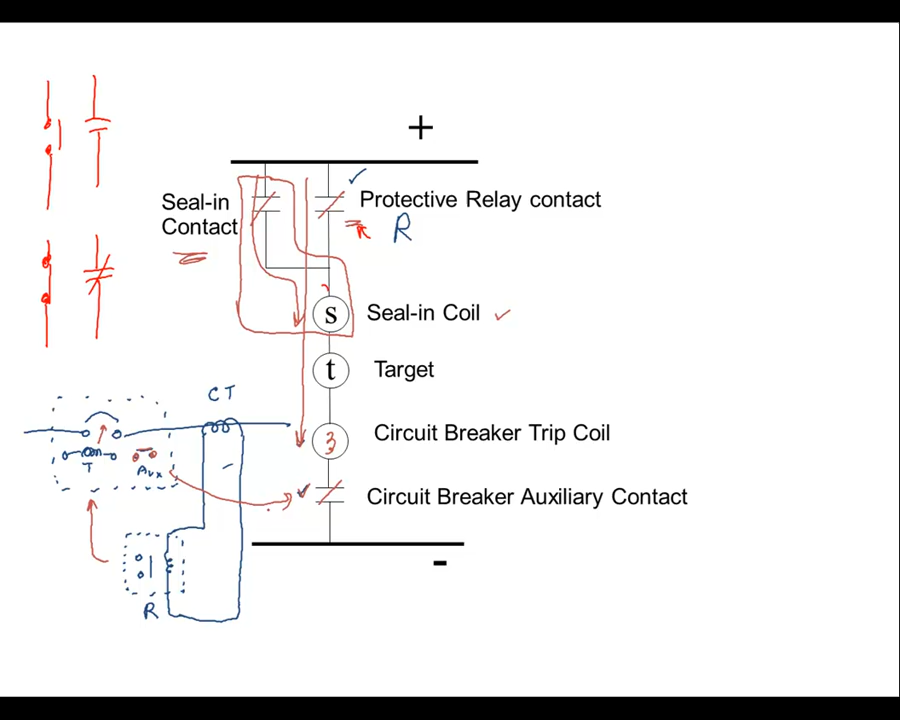 +
Seal-in
Contact
Protective Relay contact
R
s
Seal-in Coil
t
Target
CT
3
Circuit Breaker Trip Coil
T
Aux
Circuit Breaker Auxiliary Contact
-
R